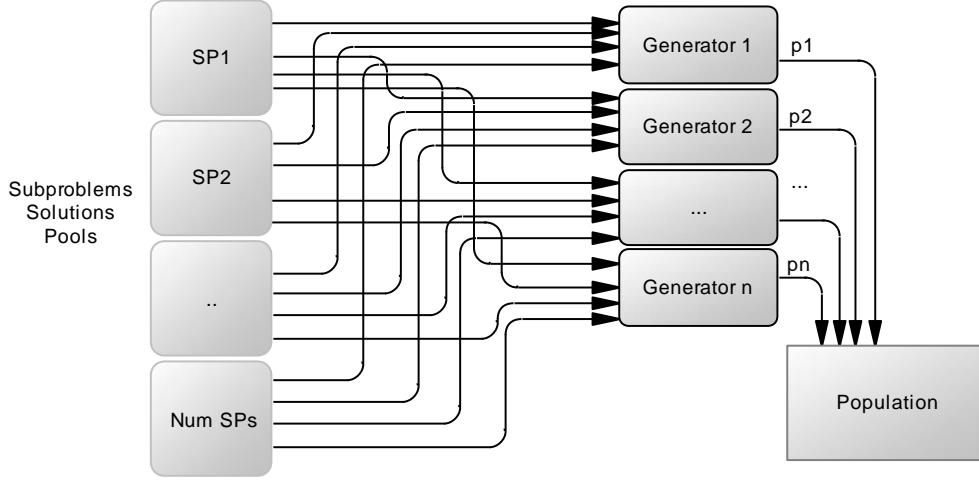 Subproblems
Solutions
Pools
SP1
SP2
..
Num SPs
Generator 1
Generator 2
...
Generator n
p1
p2
...
pn
Population